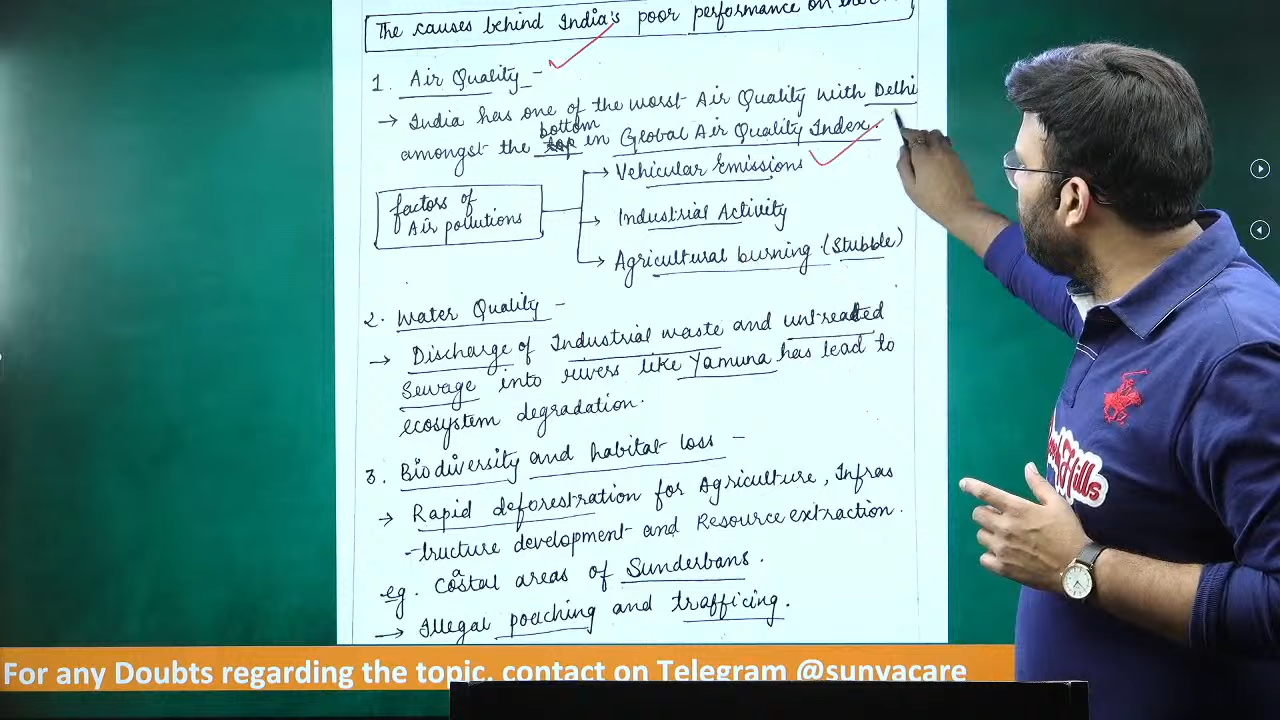 The causes behind India's poor performance on the
1. Air Quality -
→ India has one of the worst Air Quality with Delhi
bottom
amongst the top in Global Air Quality Index.
→ Vehicular Emissions
factors of
Air pollutions
→ Industrial Activity
→ Agricultural burning. (Stubble)
2. Water Quality -
→ Discharge of Industrial waste and untreated
Sewage into rivers like Yamuna has lead to
ecosystem degradation.
3. Biodiversity and habitat loss -
→ Rapid deforestration for Agriculture, Infras
-tructure development and Resource extraction.
eg. Coastal areas of Sunderbans.
→ Illegal poaching and trafficing.
For any Doubts regarding the topic, contact on Telegram @sunyacare